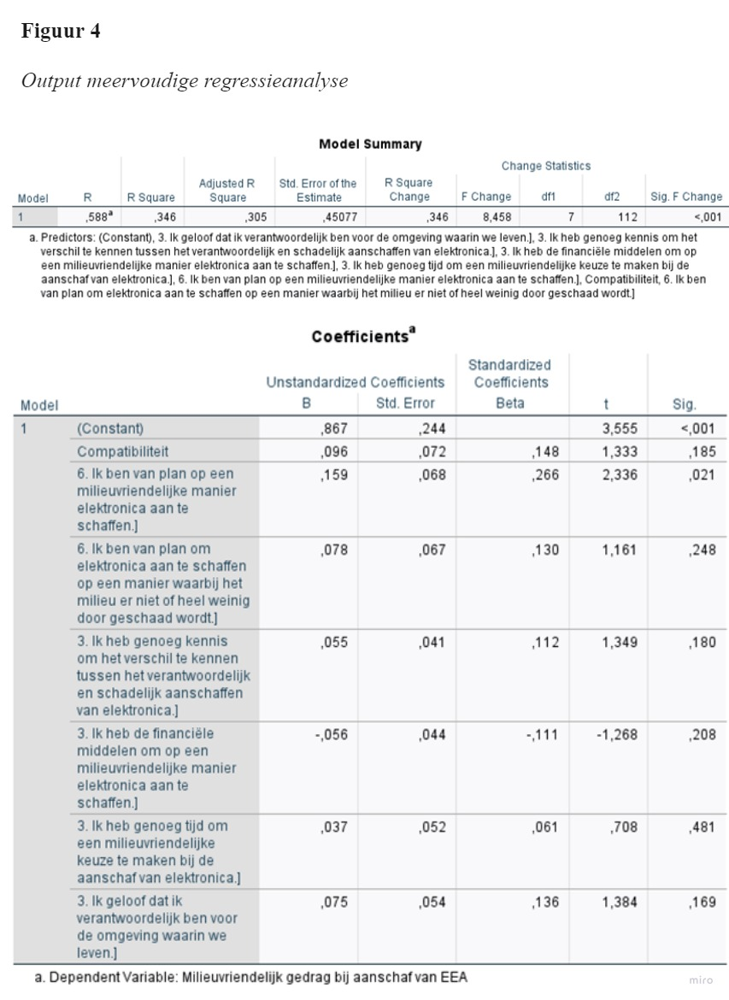 Figuur 4
Output meervoudige regressieanalyse
Model Summary
Change Statistics
Model R R Square Adjusted R Square Std. Error of the Estimate R Square Change F Change df1 df2 Sig. F Change
1 ,588a ,346 ,305 ,45077 ,346 8,458 7 112 <,001
a. Predictors: (Constant), 3. Ik geloof dat ik verantwoordelijk ben voor de omgeving waarin we leven.], 3. Ik heb genoeg kennis om het
verschil te kennen tussen het verantwoordelijk en schadelijk aanschaffen van elektronica.], 3. Ik heb de financiële middelen om op
een milieuvriendelijke manier elektronica aan te schaffen.], 3. Ik heb genoeg tijd om een milieuvriendelijke keuze te maken bij de
aanschaf van elektronica.], 6. Ik ben van plan op een milieuvriendelijke manier elektronica aan te schaffen.], Compatibiliteit, 6. Ik ben
van plan om elektronica aan te schaffen op een manier waarbij het milieu er niet of heel weinig door geschaad wordt.]
Coefficientsa
Unstandardized Coefficients Standardized Coefficients
Model B Std. Error Beta t Sig.
1 (Constant) ,867 ,244 3,555 <,001
Compatibiliteit ,096 ,072 ,148 1,333 ,185
6. Ik ben van plan op een ,159 ,068 ,266 2,336 ,021
milieuvriendelijke manier
elektronica aan te
schaffen.]
6. Ik ben van plan om ,078 ,067 ,130 1,161 ,248
elektronica aan te schaffen
op een manier waarbij het
milieu er niet of heel weinig
door geschaad wordt.]
3. Ik heb genoeg kennis ,055 ,041 ,112 1,349 ,180
om het verschil te kennen
tussen het verantwoordelijk
en schadelijk aanschaffen
van elektronica.]
3. Ik heb de financiële -,056 ,044 -,111 -1,268 ,208
middelen om op een
milieuvriendelijke manier
elektronica aan te
schaffen.]
3. Ik heb genoeg tijd om ,037 ,052 ,061 ,708 ,481
een milieuvriendelijke
keuze te maken bij de
aanschaf van elektronica.]
3. Ik geloof dat ik ,075 ,054 ,136 1,384 ,169
verantwoordelijk ben voor
de omgeving waarin we
leven.]
a. Dependent Variable: Milieuvriendelijk gedrag bij aanschaf van EEA
miro